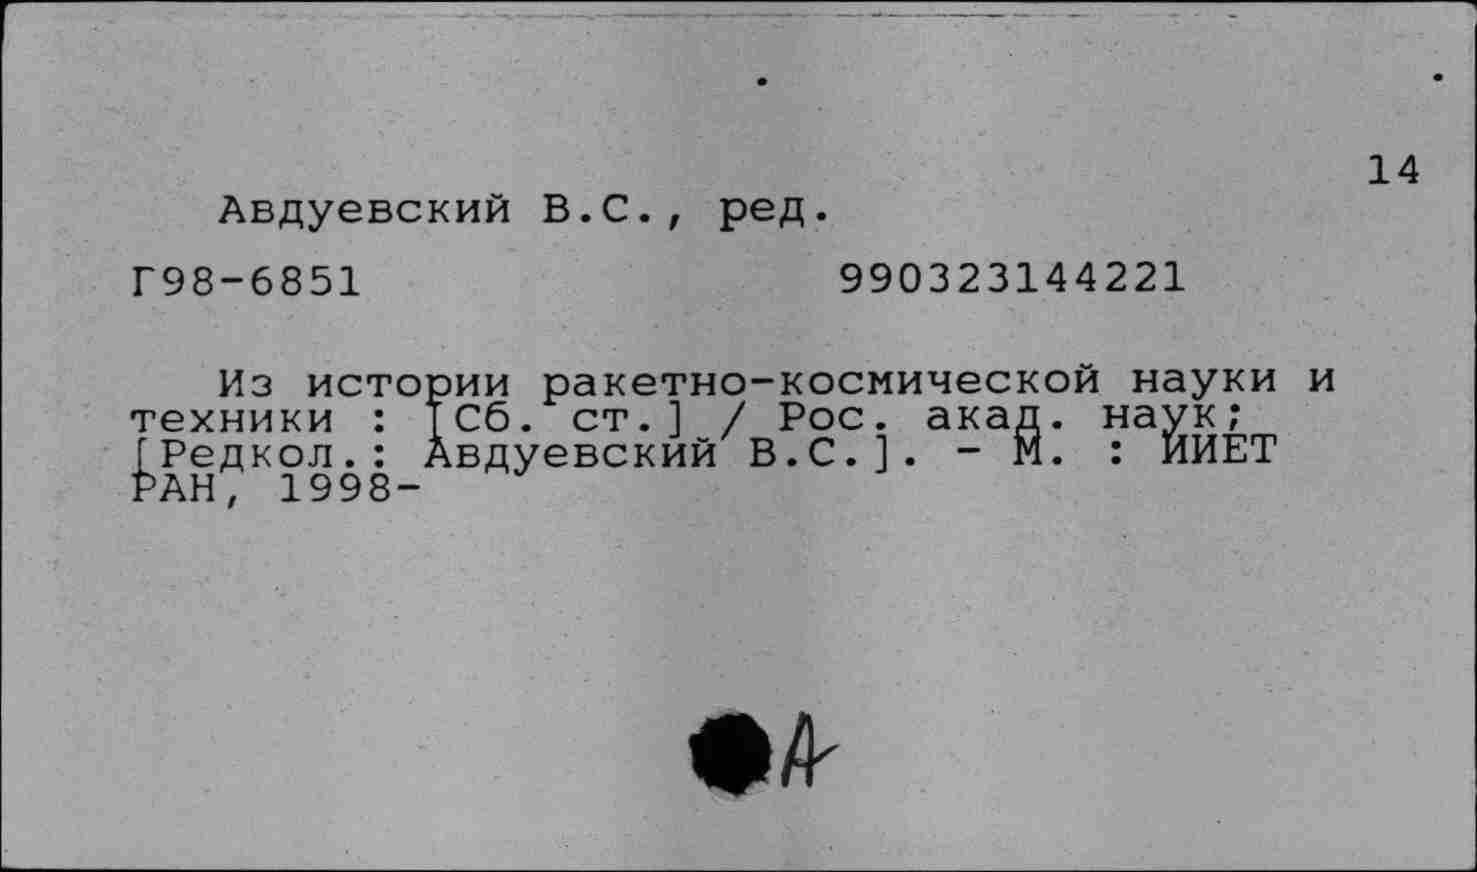 14
Авдуевский В.С., ред.
Г98-6851 990323144221
Из истории ракетно-космической науки и
техники : [Сб. ст.] / Рос. акад. наук;
[Редкол.: Авдуевский В.С.]. - М. : ИИЕТ
РАН, 1998-
А